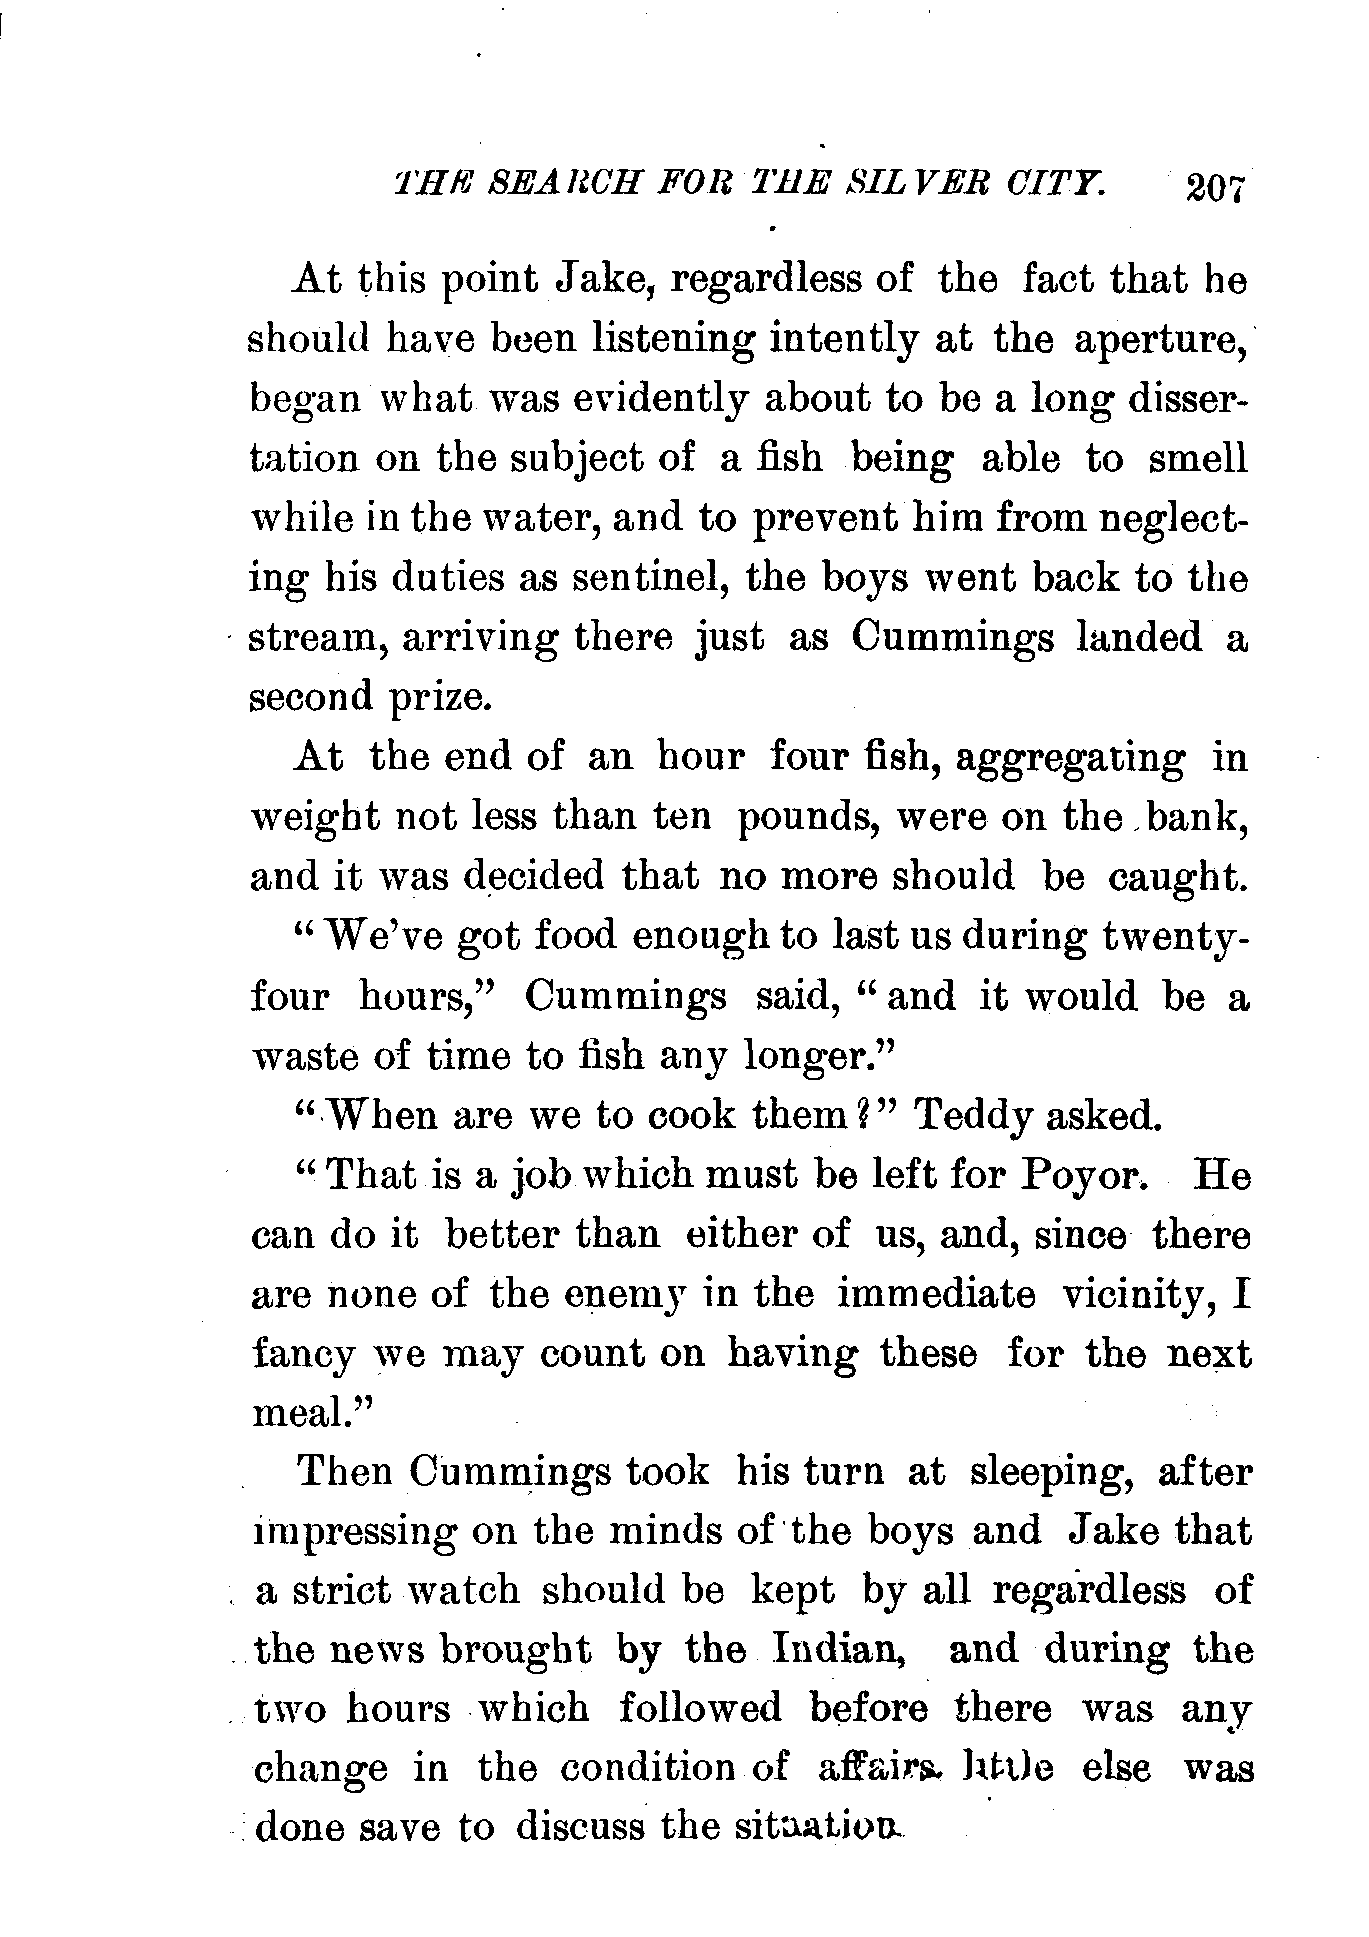 THE SEARCH FOR THE SILVER CITY. 207
At this point Jake, regardless of the fact that he
should have been listening intently at the aperture,
began what was evidently about to be a long disser-
tation on the subject of a fish being able to smell
while in the water, and to prevent him from neglect-
ing his duties as sentinel, the boys went back to the
stream, arriving there just as Cummings landed a
second prize.
At the end of an hour four fish, aggregating in
weight not less than ten pounds, were on the bank,
and it was decided that no more should be caught.
“We’ve got food enough to last us during twenty-
four hours,” Cummings said, “and it would be a
waste of time to fish any longer.”
“When are we to cook them?” Teddy asked.
“That is a job which must be left for Poyor. He
can do it better than either of us, and, since there
are none of the enemy in the immediate vicinity, I
fancy we may count on having these for the next
meal.”
Then Cummings took his turn at sleeping, after
impressing on the minds of the boys and Jake that
a strict watch should be kept by all regardless of
the news brought by the Indian, and during the
two hours which followed before there was any
change in the condition of affairs, little else was
done save to discuss the situation.